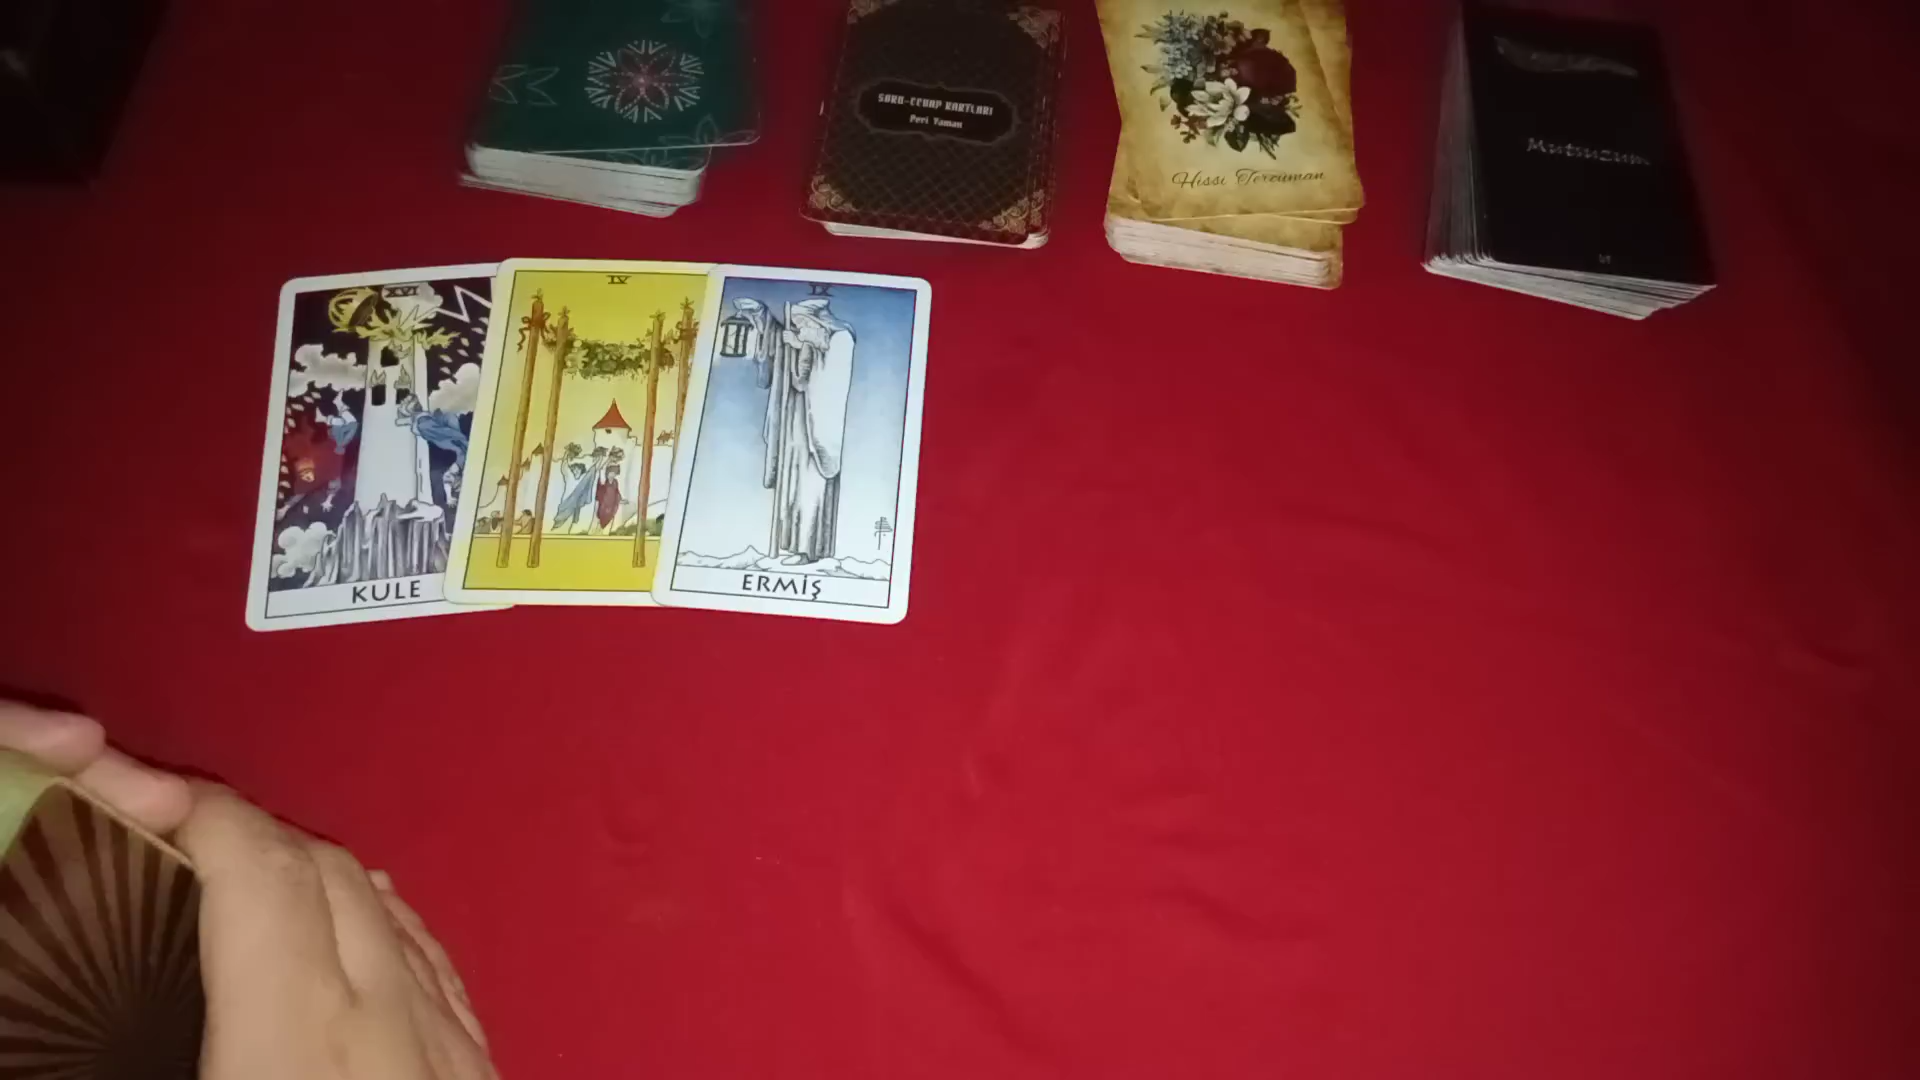 SORU-CEVAP KARTLARI
Peri Yaman
Hissi Tercüman
Mutsuzum
XVI
KULE
IV
IX
ERMİŞ